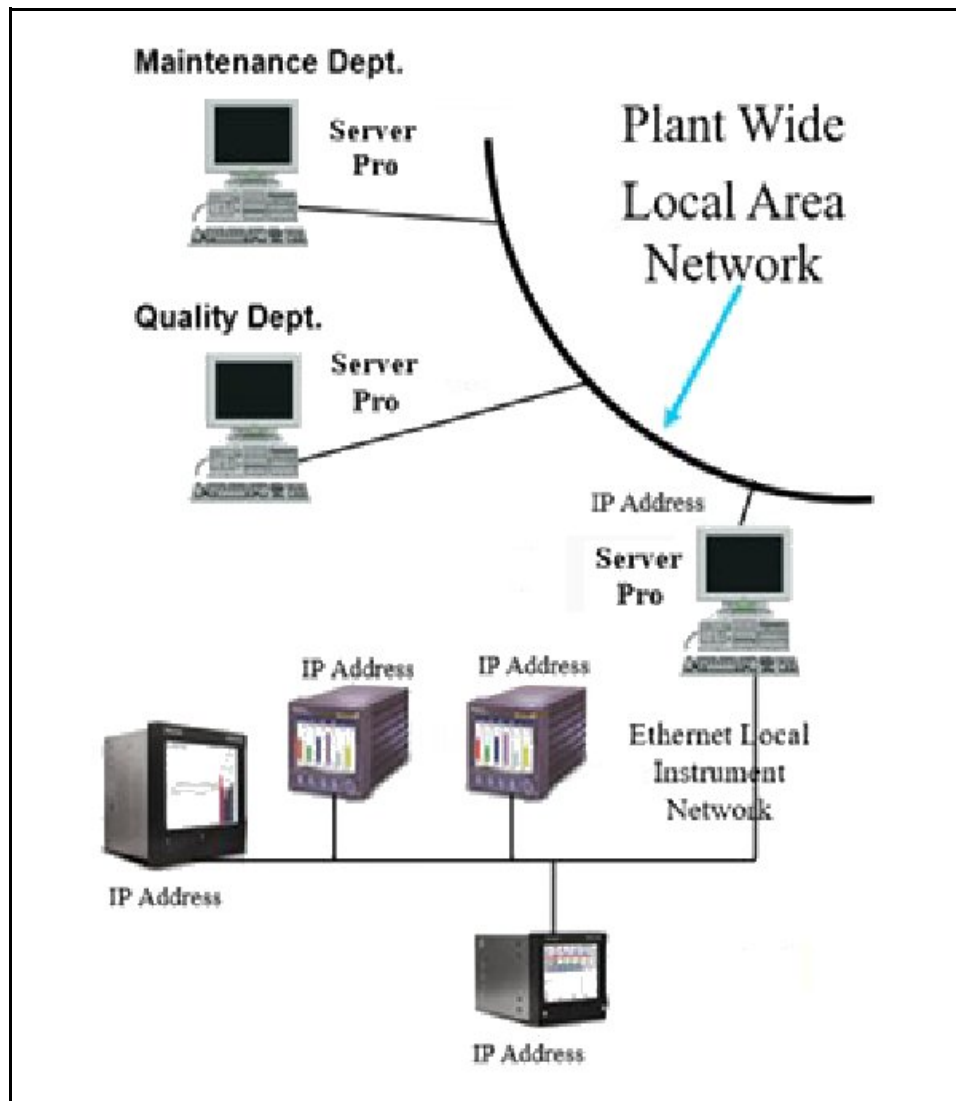 Maintenance Dept.
Server
Pro
Plant Wide
Local Area
Network
Quality Dept.
Server
Pro
IP Address
Server
Pro
IP Address
IP Address
Ethernet Local
Instrument
Network
IP Address
IP Address